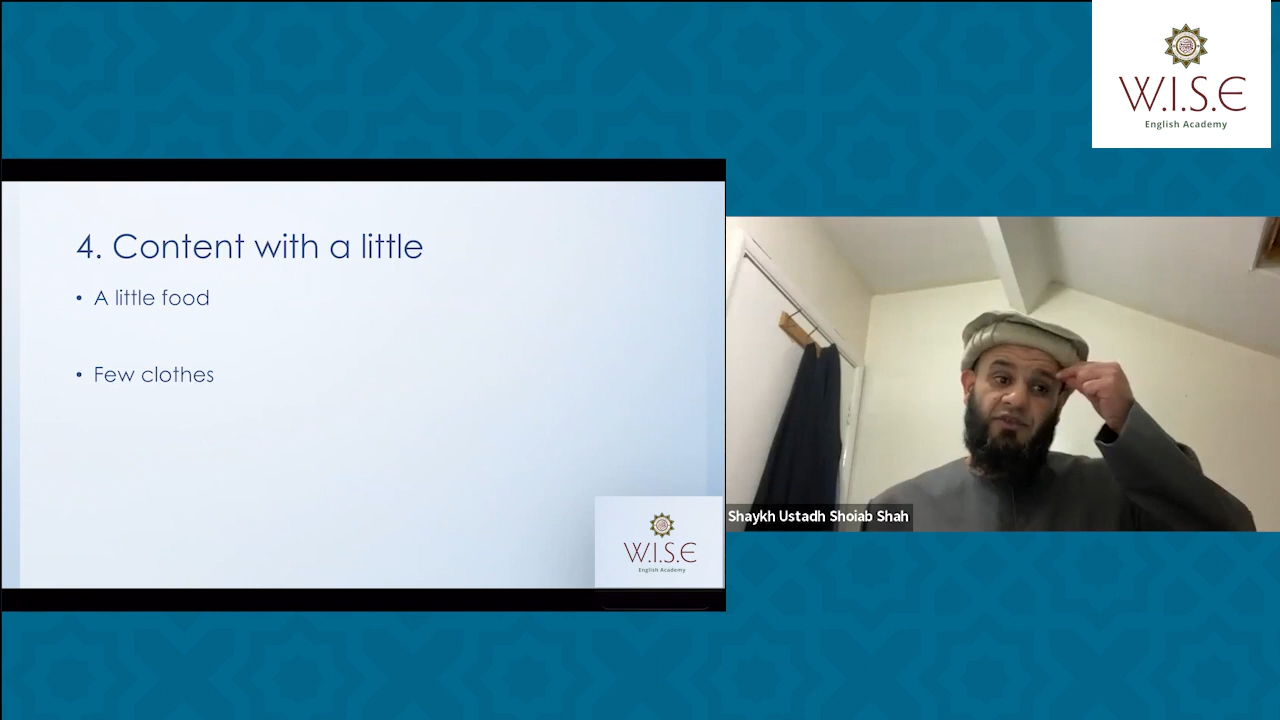 W.I.S.E
English Academy
4. Content with a little
• A little food
• Few clothes
W.I.S.E
English Academy
Shaykh Ustadh Shoiab Shah